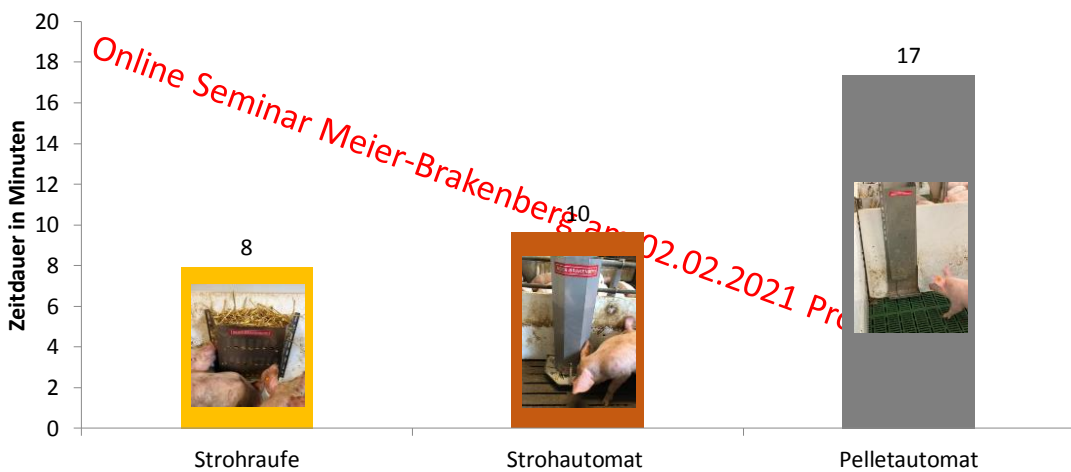 20
18
16
14
12
10
8
6
4
2
0
Zeitdauer in Minuten
8
10
17
Online Seminar Meier-Brakenberg am 02.02.2021
Strohraufe
Strohautomat
Pelletautomat